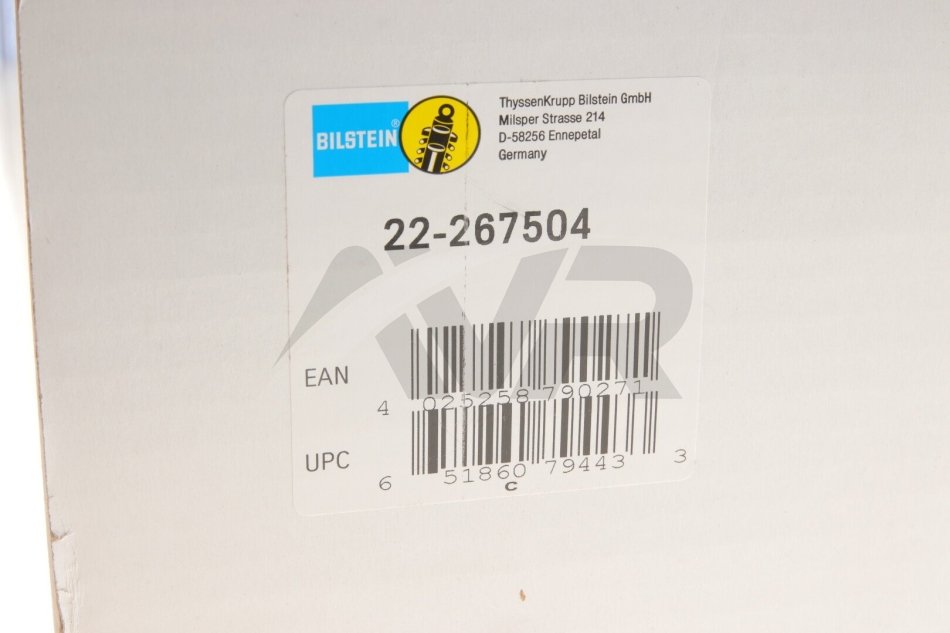 BILSTEIN®
ThyssenKrupp Bilstein GmbH
Milsper Strasse 214
D-58256 Ennepetal
Germany
22-267504
VR
EAN
4 025258 790271
UPC
6 51860 79443 3
C